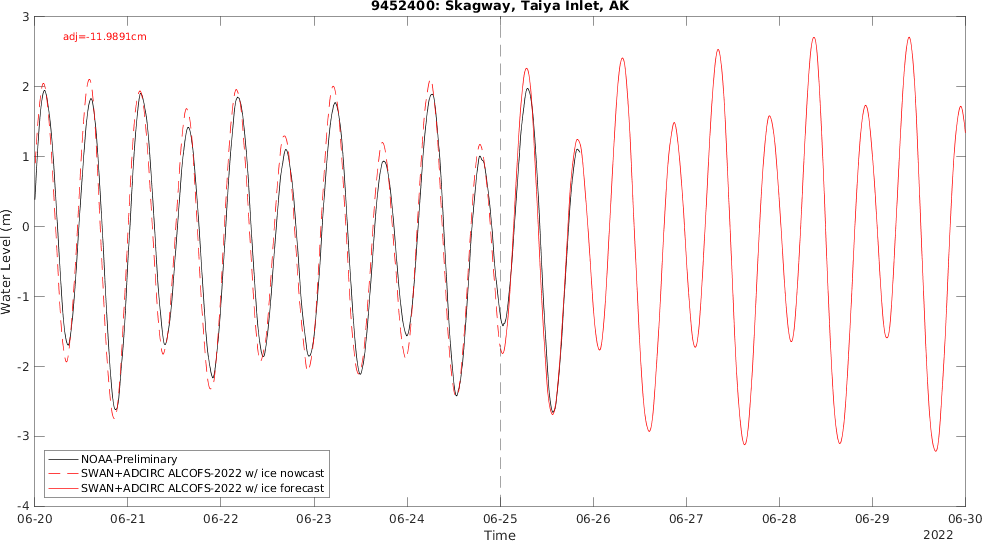 9452400: Skagway, Taiya Inlet, AK
adj=-11.9891cm
3
2
1
0
-1
-2
-3
-4
Water Level (m)
NOAA-Preliminary
SWAN+ADCIRC ALCOFS-2022 w/ ice nowcast
SWAN+ADCIRC ALCOFS-2022 w/ ice forecast
06-20 06-21 06-22 06-23 06-24 06-25 06-26 06-27 06-28 06-29 06-30
Time
2022